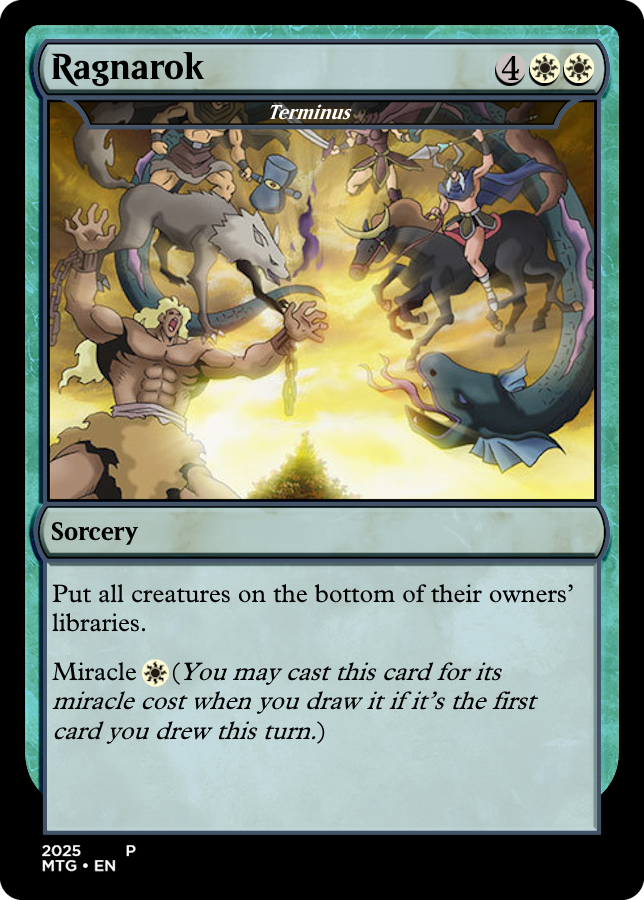 Ragnarok 4
Terminus
Sorcery
Put all creatures on the bottom of their owners’
libraries.
Miracle (You may cast this card for its
miracle cost when you draw it if it’s the first
card you drew this turn.)
2025 P
MTG • EN